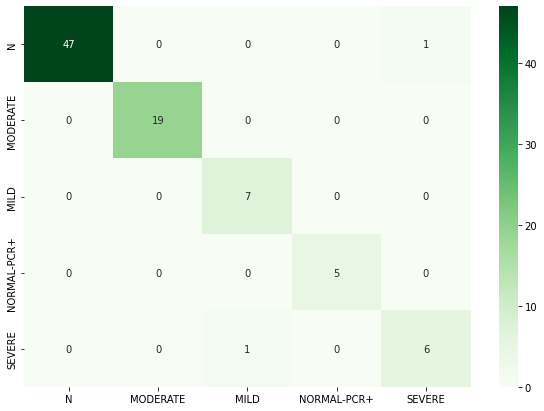 N 47 0 0 0 1
MODERATE 0 19 0 0 0
MILD 0 0 7 0 0
NORMAL-PCR+ 0 0 0 5 0
SEVERE 0 0 1 0 6
N MODERATE MILD NORMAL-PCR+ SEVERE
40
30
20
10
0